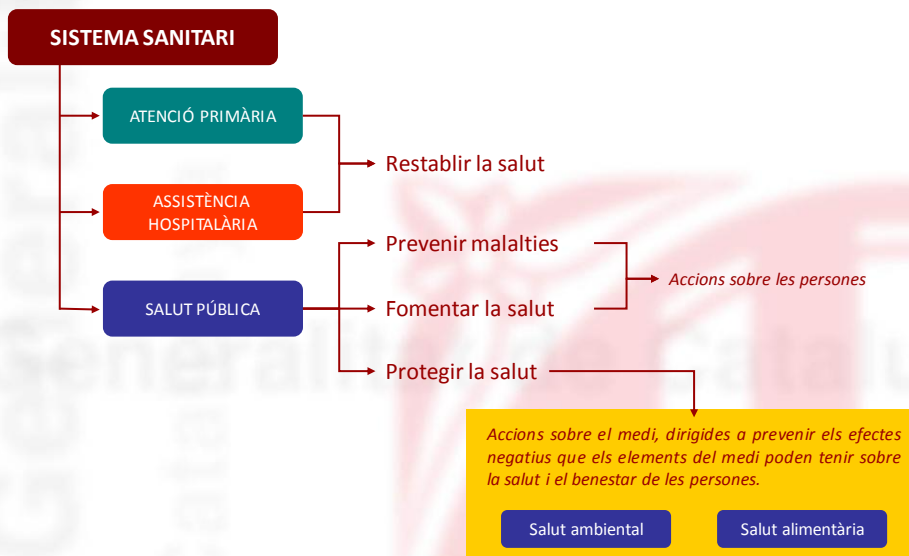 SISTEMA SANITARI
ATENCIÓ PRIMÀRIA
Restablir la salut
ASSISTÈNCIA
HOSPITALÀRIA
Prevenir malalties
Accions sobre les persones
SALUT PÚBLICA
Fomentar la salut
Protegir la salut
Accions sobre el medi, dirigides a prevenir els efectes
negatius que els elements del medi poden tenir sobre
la salut i el benestar de les persones.
Salut ambiental
Salut alimentària